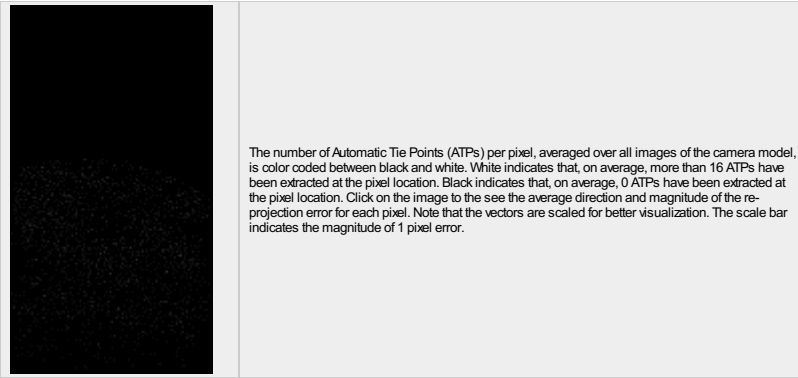 The number of Automatic Tie Points (ATPs) per pixel, averaged over all images of the camera model,
is color coded between black and white. White indicates that, on average, more than 16 ATPs have
been extracted at the pixel location. Black indicates that, on average, 0 ATPs have been extracted at
the pixel location. Click on the image to the see the average direction and magnitude of the re-
projection error for each pixel. Note that the vectors are scaled for better visualization. The scale bar
indicates the magnitude of 1 pixel error.